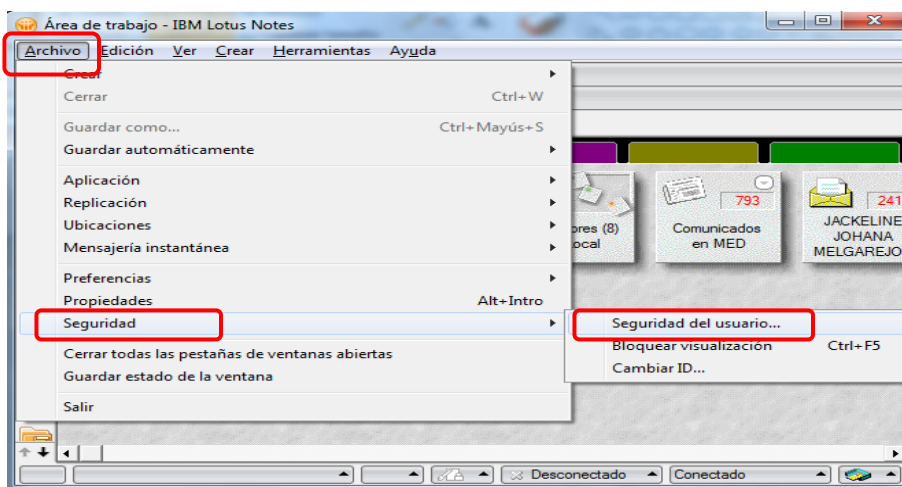 Área de trabajo - IBM Lotus Notes
Archivo Edición Ver Crear Herramientas Ayuda
Crear
Cerrar Ctrl+W
Guardar como... Ctrl+Mayús+S
Guardar automáticamente
Aplicación
Replicación
Ubicaciones
Mensajería instantánea
Preferencias
Propiedades Alt+Intro
Seguridad
Cerrar todas las pestañas de ventanas abiertas
Guardar estado de la ventana
Salir
Seguridad del usuario...
Bloquear visualización Ctrl+F5
Cambiar ID...
ores (8)
ocal
793
Comunicados
en MED
241
JACKELINE
JOHANA
MELGAREJO
Desconectado Conectado